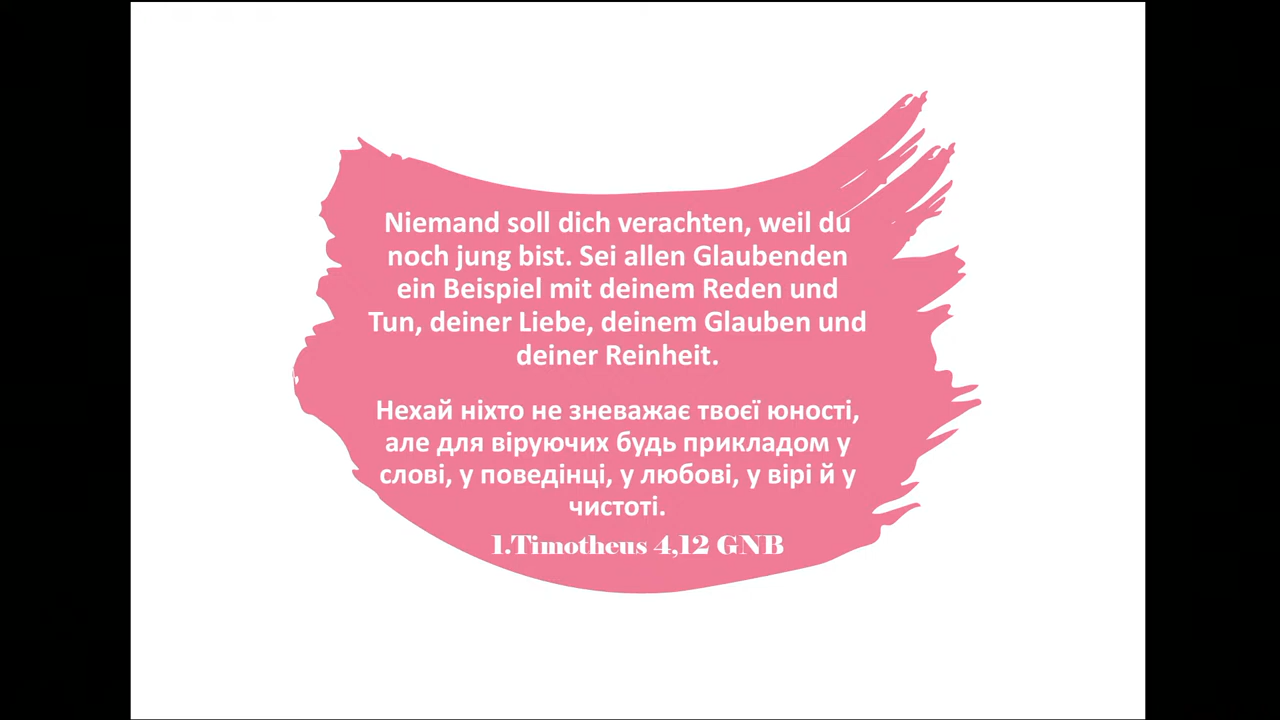 Niemand soll dich verachten, weil du
noch jung bist. Sei allen Glaubenden
ein Beispiel mit deinem Reden und
Tun, deiner Liebe, deinem Glauben und
deiner Reinheit.
Нехай ніхто не зневажає твоєї юності,
але для віруючих будь прикладом у
слові, у поведінці, у любові, у вірі й у
чистоті.
1.Timotheus 4,12 GNB